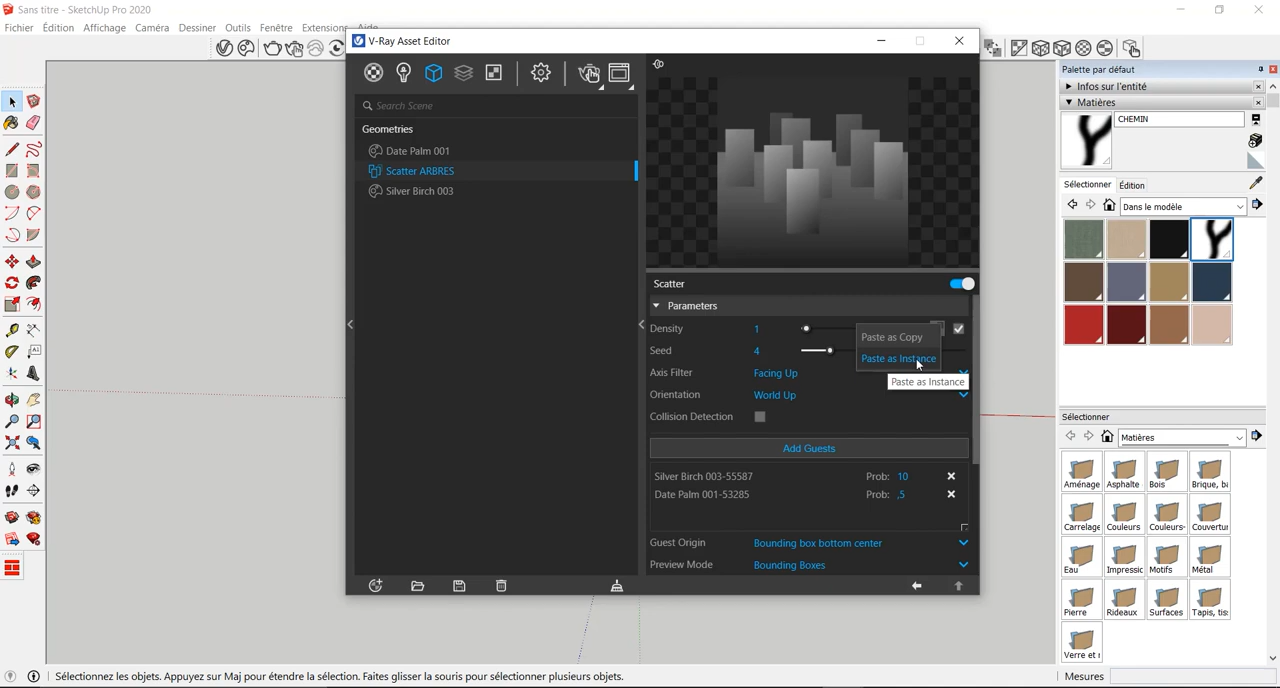 Sans titre - SketchUp Pro 2020
Fichier Édition Affichage Caméra Dessiner Outils Fenêtre Extensions Aide
V-Ray Asset Editor
Search Scene
Geometries
Date Palm 001
Scatter ARBRES
Silver Birch 003
Scatter
Parameters
Density 1
Seed 4
Axis Filter Facing Up
Orientation World Up
Collision Detection
Paste as Copy
Paste as Instance
Paste as Instance
Add Guests
Silver Birch 003-55587 Prob: 10
Date Palm 001-53285 Prob: ,5
Guest Origin Bounding box bottom center
Preview Mode Bounding Boxes
Palette par défaut
Infos sur l'entité
Matières
CHEMIN
Sélectionner Édition
Dans le modèle
Sélectionner
Matières
Aménage Asphalte Bois Brique, b
Carrelage Couleurs Couleurs- Couvertur
Eau Impressic Motifs Métal
Pierre Rideaux Surfaces Tapis, tis
Verre et r
Sélectionnez les objets. Appuyez sur Maj pour étendre la sélection. Faites glisser la souris pour sélectionner plusieurs objets.
Mesures